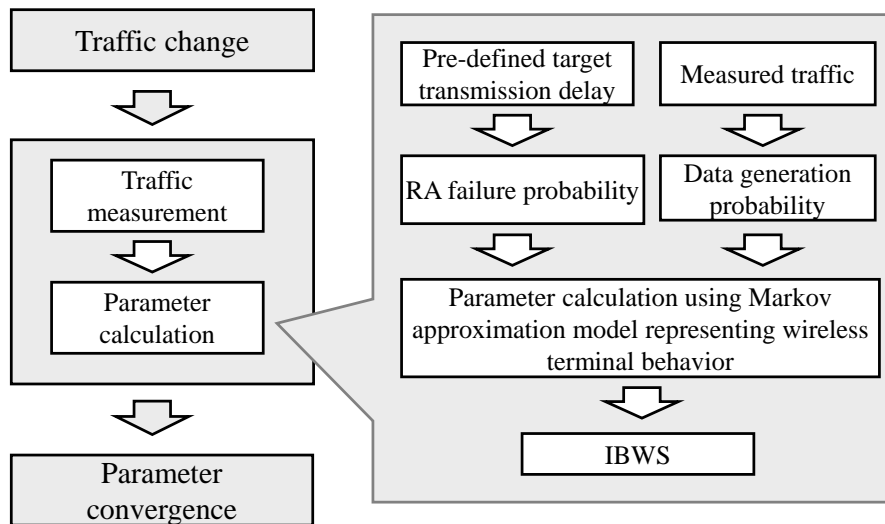 Traffic change
Traffic
measurement
Parameter
calculation
Parameter
convergence
Pre-defined target
transmission delay
Measured traffic
RA failure probability
Data generation
probability
Parameter calculation using Markov
approximation model representing wireless
terminal behavior
IBWS